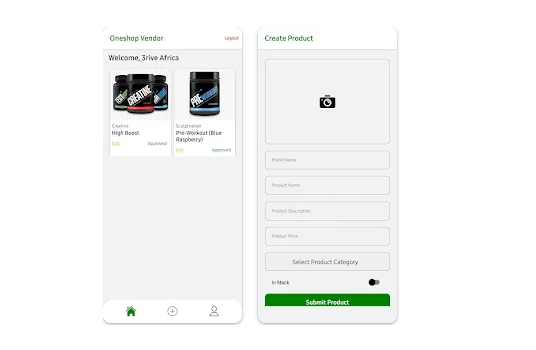 Oneshop Vendor
Logout
Welcome, 3rive Africa
CREATINE
PRE-WORKOUT
Creatine
High Boost
Edit
Approved
Sculptnation
Pre-Workout (Blue
Raspberry)
Edit
Approved
Create Product
Brand Name
Product Name
Product Description
Product Price
Select Product Category
In Stock
Submit Product